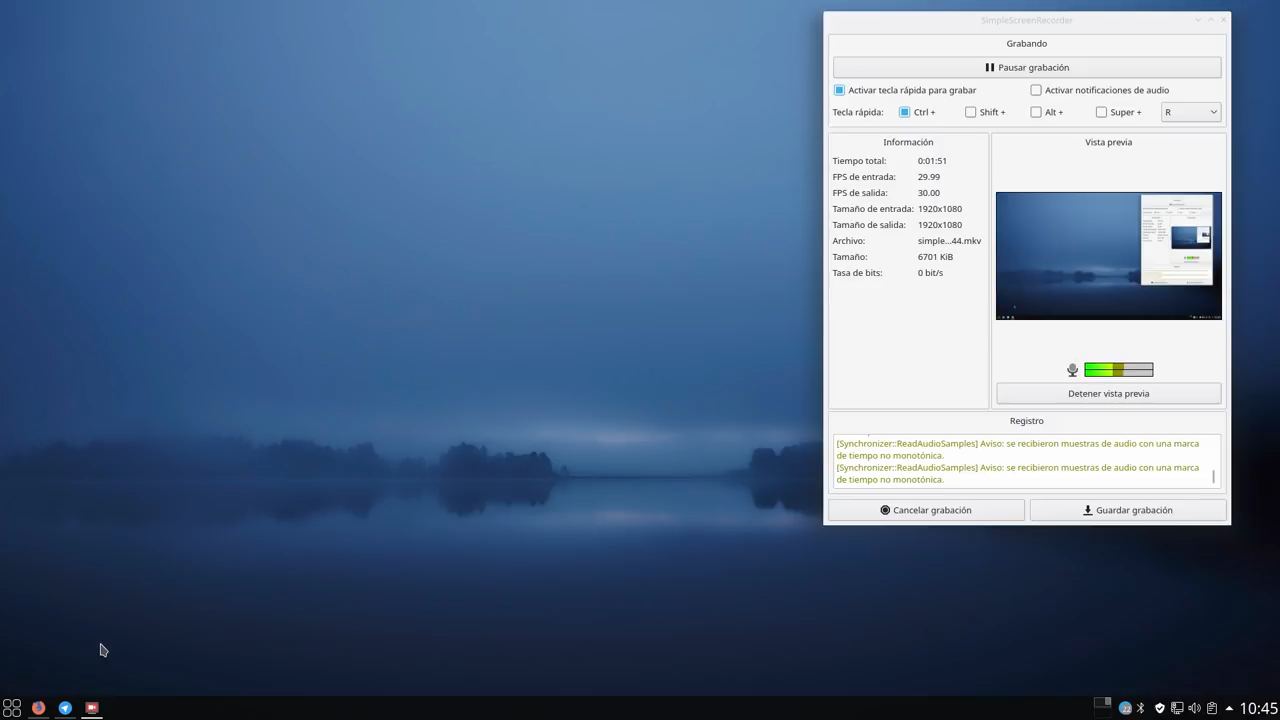 SimpleScreenRecorder
Grabando
Pausar grabación
Activar tecla rápida para grabar
Activar notificaciones de audio
Tecla rápida: Ctrl + Shift + Alt + Super + R
Información
Tiempo total: 0:01:51
FPS de entrada: 29.99
FPS de salida: 30.00
Tamaño de entrada: 1920x1080
Tamaño de salida: 1920x1080
Archivo: simple...44.mkv
Tamaño: 6701 KiB
Tasa de bits: 0 bit/s
Vista previa
Detener vista previa
Registro
[Synchronizer::ReadAudioSamples] Aviso: se recibieron muestras de audio con una marca
de tiempo no monotónica.
[Synchronizer::ReadAudioSamples] Aviso: se recibieron muestras de audio con una marca
de tiempo no monotónica.
Cancelar grabación
Guardar grabación
10:45